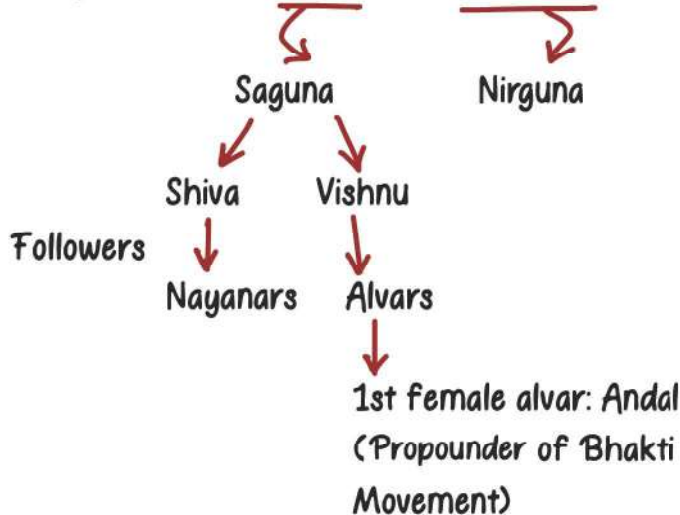 Saguna Nirguna
Shiva Vishnu
Followers
Nayanars Alvars
1st female alvar: Andal
(Propounder of Bhakti
Movement)